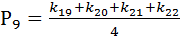 P₉ = (k₁₉+k₂₀+k₂₁+k₂₂)/4